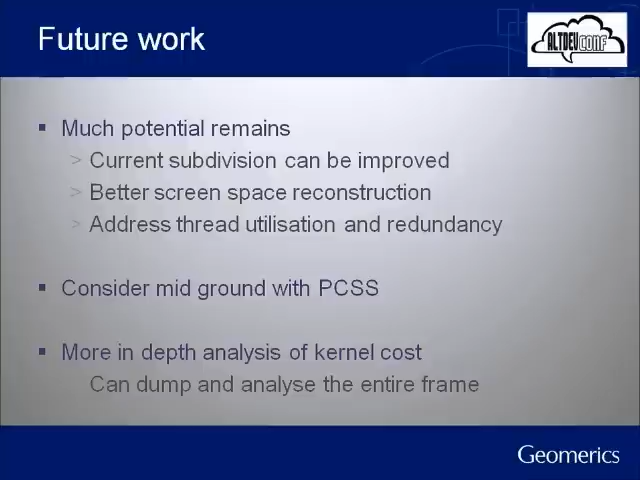 Future work
ALTDEVCONF
Much potential remains
> Current subdivision can be improved
> Better screen space reconstruction
> Address thread utilisation and redundancy
Consider mid ground with PCSS
More in depth analysis of kernel cost
Can dump and analyse the entire frame
Geomerics